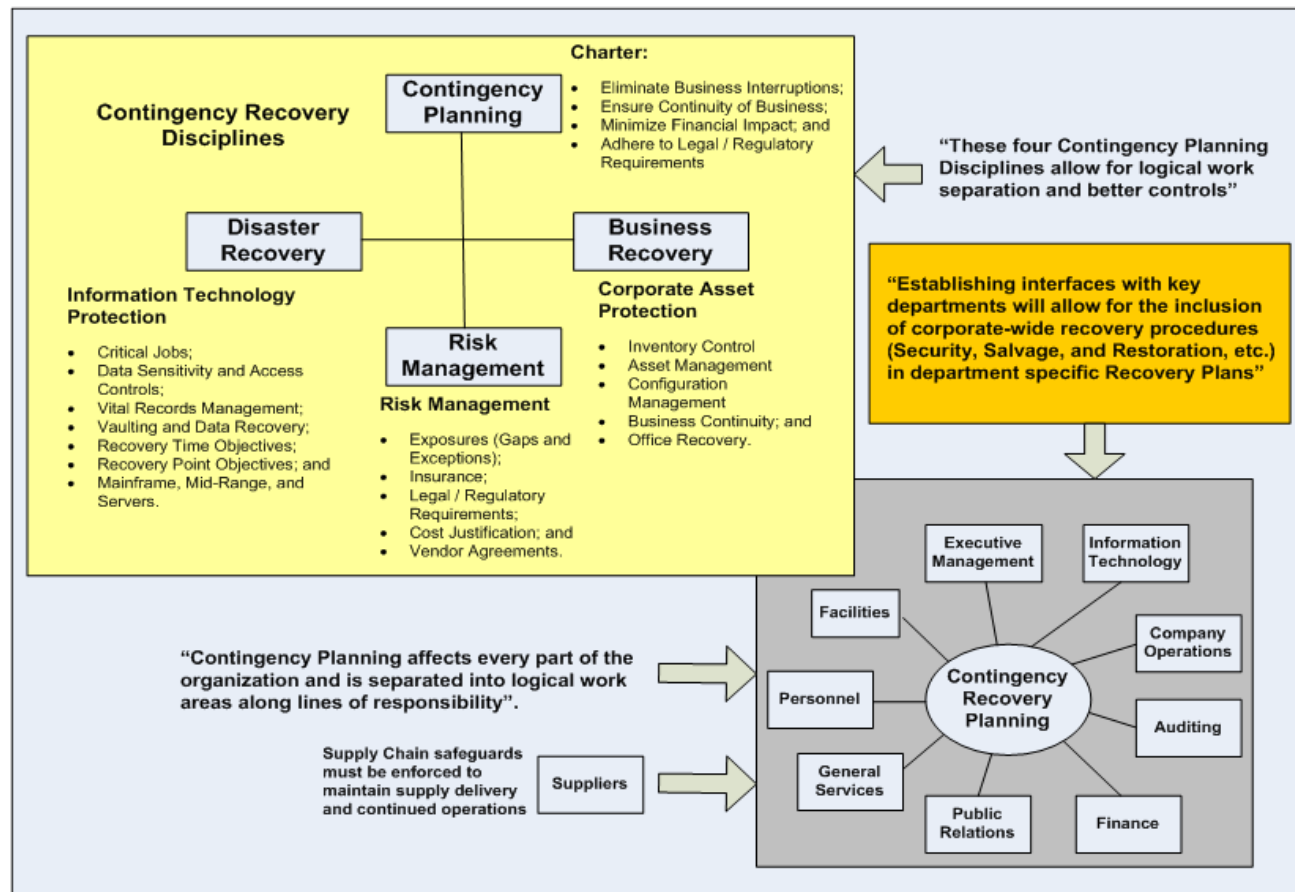 Contingency Recovery
Disciplines
Contingency
Planning
Charter:
• Eliminate Business Interruptions;
• Ensure Continuity of Business;
• Minimize Financial Impact; and
• Adhere to Legal / Regulatory
Requirements
“These four Contingency Planning
Disciplines allow for logical work
separation and better controls”
Disaster
Recovery
Business
Recovery
Information Technology
Protection
• Critical Jobs;
• Data Sensitivity and Access
Controls;
• Vital Records Management;
• Vaulting and Data Recovery;
• Recovery Time Objectives;
• Recovery Point Objectives; and
• Mainframe, Mid-Range, and
Servers.
Risk
Management
Risk Management
• Exposures (Gaps and
Exceptions);
• Insurance;
• Legal / Regulatory
Requirements;
• Cost Justification; and
• Vendor Agreements.
Corporate Asset
Protection
• Inventory Control
• Asset Management
• Configuration
Management
• Business Continuity; and
• Office Recovery.
“Establishing interfaces with key
departments will allow for the inclusion
of corporate-wide recovery procedures
(Security, Salvage, and Restoration, etc.)
in department specific Recovery Plans”
Executive
Management
Information
Technology
Facilities
Company
Operations
“Contingency Planning affects every part of the
organization and is separated into logical work
areas along lines of responsibility”.
Personnel
Contingency
Recovery
Planning
Auditing
Supply Chain safeguards
must be enforced to
maintain supply delivery
and continued operations
Suppliers
General
Services
Public
Relations
Finance